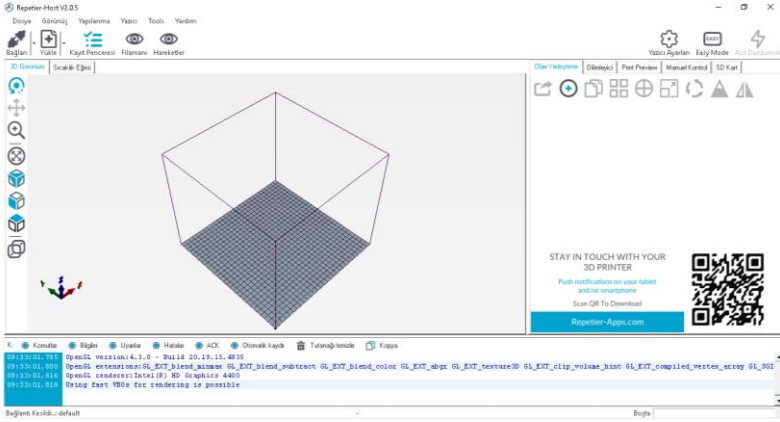 Repetier-Host V2.0.5
Dosya Görünüş Yapılanma Yazıcı Tools Yardım
Bağlan Yükle Kayıt Penceresi Filamanı Hareketler Yazıcı Ayarları Easy Mode Acil Durdurma!
EASY
3D Görünüm Sıcaklık Eğrisi Obje Yerleştirme Dilimleyici Print Preview Manuel Kontrol SD Kart
STAY IN TOUCH WITH YOUR
3D PRINTER
Push notifications on your tablet
and/or smartphone
Scan QR To Download
Repetier-Apps.com
K: Komutlar Bilgiler Uyarılar Hatalar ACK Otomatik kaydır Tutanağı temizle Kopya
09:33:01.785 OpenGL version:4.3.0 - Build 20.19.15.4835
09:33:01.800 OpenGL extensions:GL_EXT_blend_minmax GL_EXT_blend_subtract GL_EXT_blend_color GL_EXT_abgr GL_EXT_texture3D GL_EXT_clip_volume_hint GL_EXT_compiled_vertex_array GL_SGI
09:33:01.816 OpenGL renderer:Intel(R) HD Graphics 4400
09:33:01.816 Using fast VBOs for rendering is possible
Bağlantı Kesildi..: default - Boşta